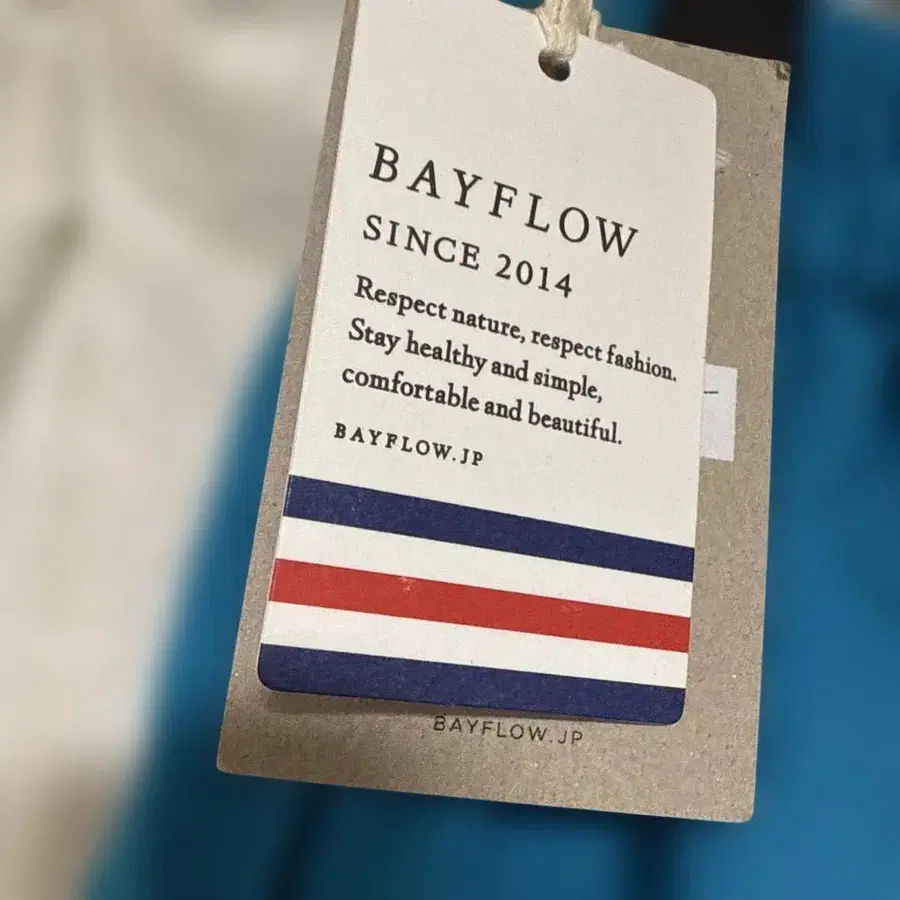 BAYFLOW
SINCE 2014
Respect nature, respect fashion.
Stay healthy and simple,
comfortable and beautiful.
BAYFLOW.JP
BAYFLOW.JP